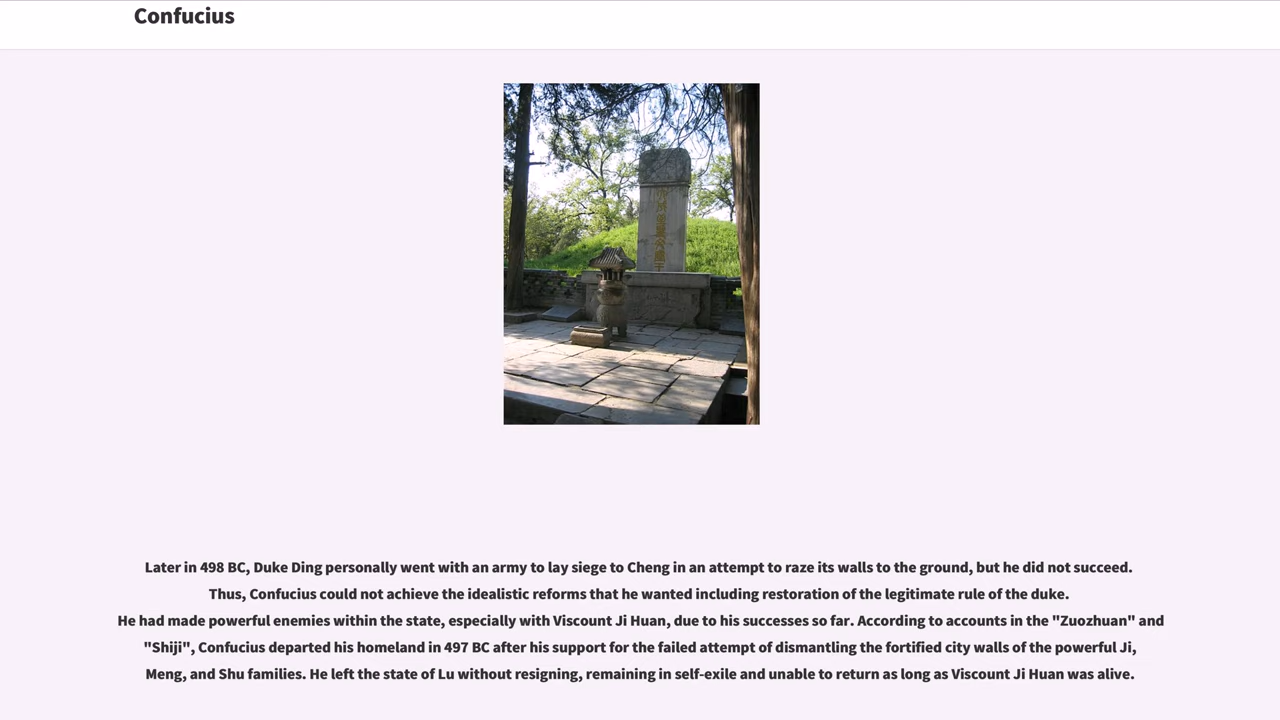 Confucius
Later in 498 BC, Duke Ding personally went with an army to lay siege to Cheng in an attempt to raze its walls to the ground, but he did not succeed.
Thus, Confucius could not achieve the idealistic reforms that he wanted including restoration of the legitimate rule of the duke.
He had made powerful enemies within the state, especially with Viscount Ji Huan, due to his successes so far. According to accounts in the "Zuozhuan" and
"Shiji", Confucius departed his homeland in 497 BC after his support for the failed attempt of dismantling the fortified city walls of the powerful Ji,
Meng, and Shu families. He left the state of Lu without resigning, remaining in self-exile and unable to return as long as Viscount Ji Huan was alive.